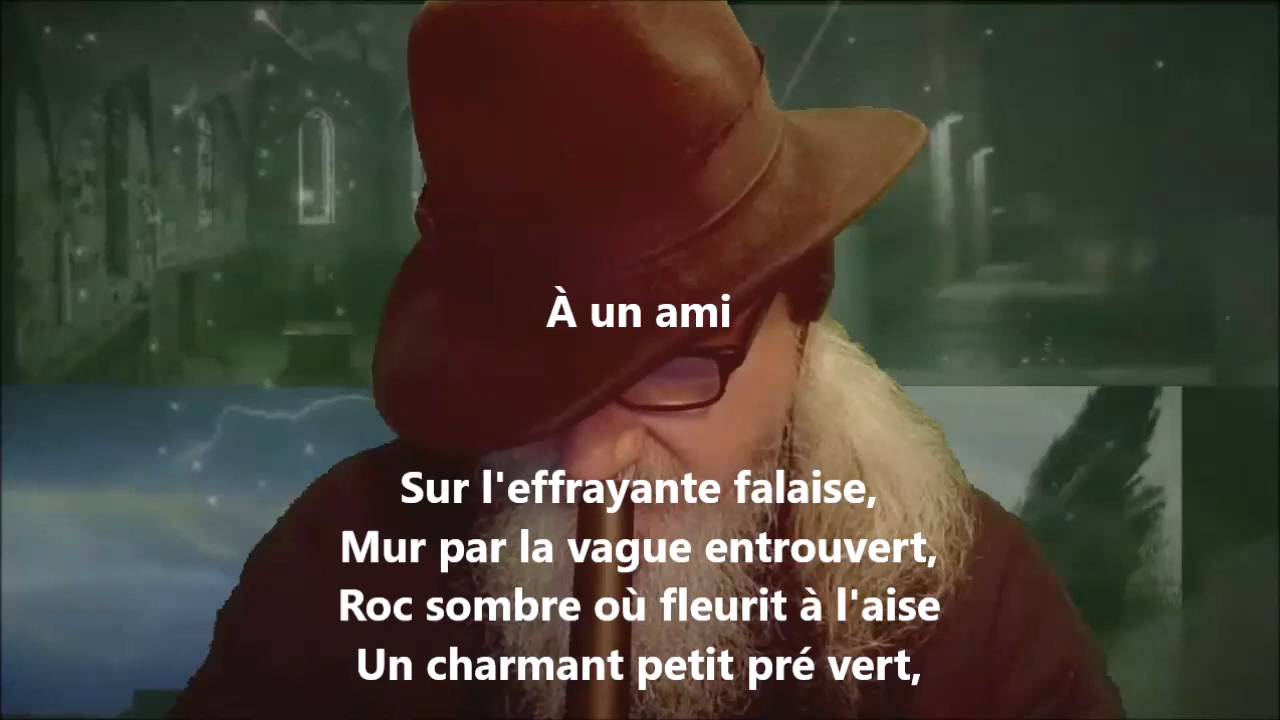 À un ami
Sur l'effrayante falaise,
Mur par la vague entrouvert,
Roc sombre où fleurit à l'aise
Un charmant petit pré vert,